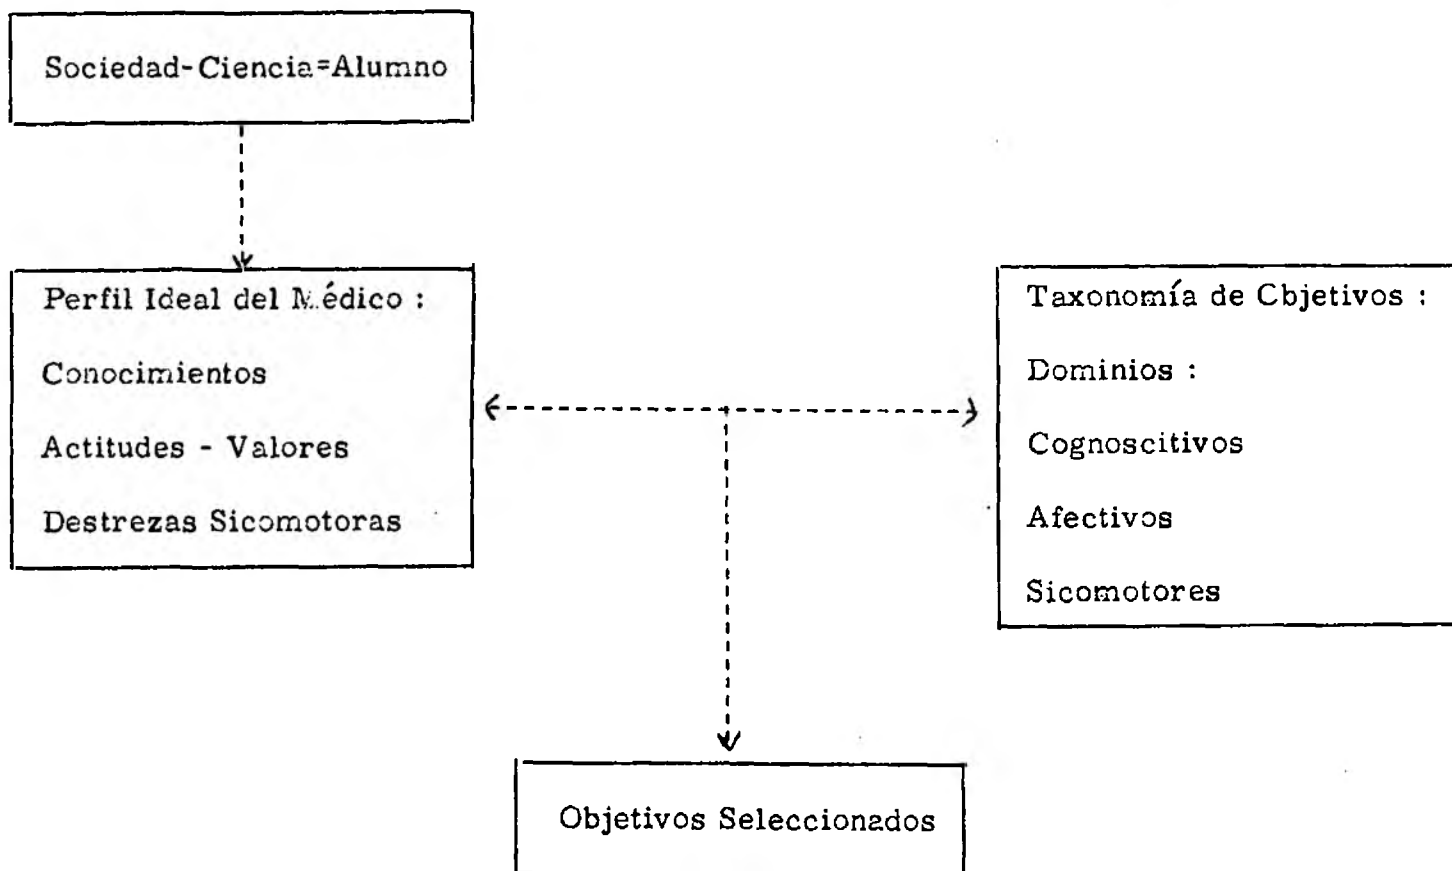 Sociedad-Ciencia=Alumno
Perfil Ideal del Médico :
Conocimientos
Actitudes - Valores
Destrezas Sicomotoras
Taxonomía de Cbjetivos :
Dominios :
Cognoscitivos
Afectivos
Sicomotores
Objetivos Seleccionados